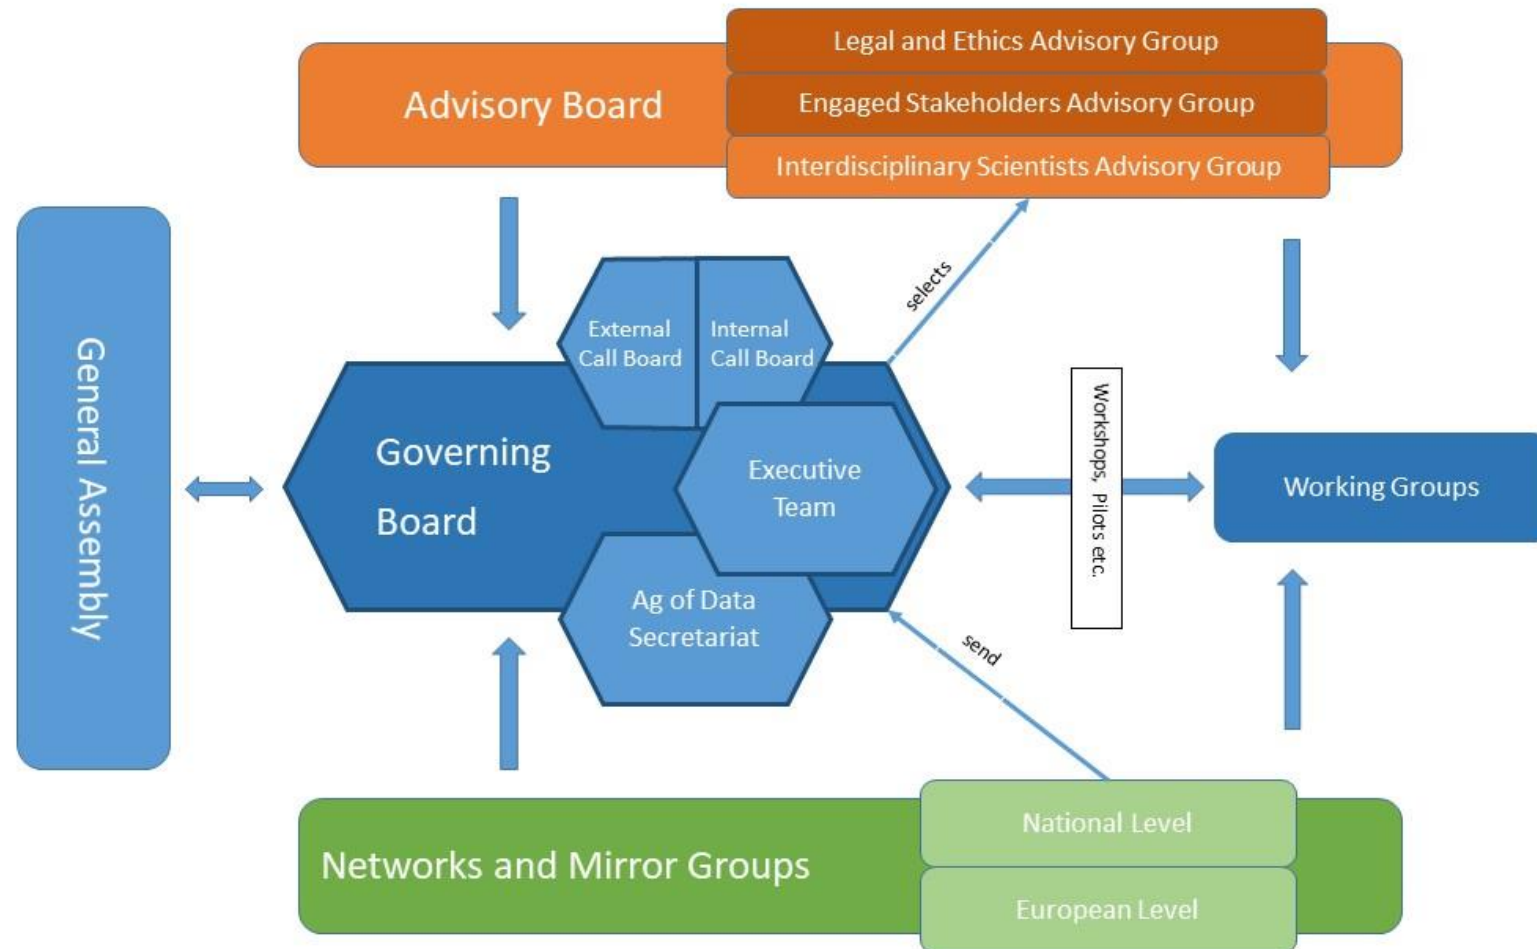 Legal and Ethics Advisory Group
Advisory Board
Engaged Stakeholders Advisory Group
Interdisciplinary Scientists Advisory Group
selects
General Assembly
External
Call Board
Internal
Call Board
Governing
Board
Executive
Team
Workshops, Pilots etc.
Working Groups
Ag of Data
Secretariat
send
National Level
Networks and Mirror Groups
European Level